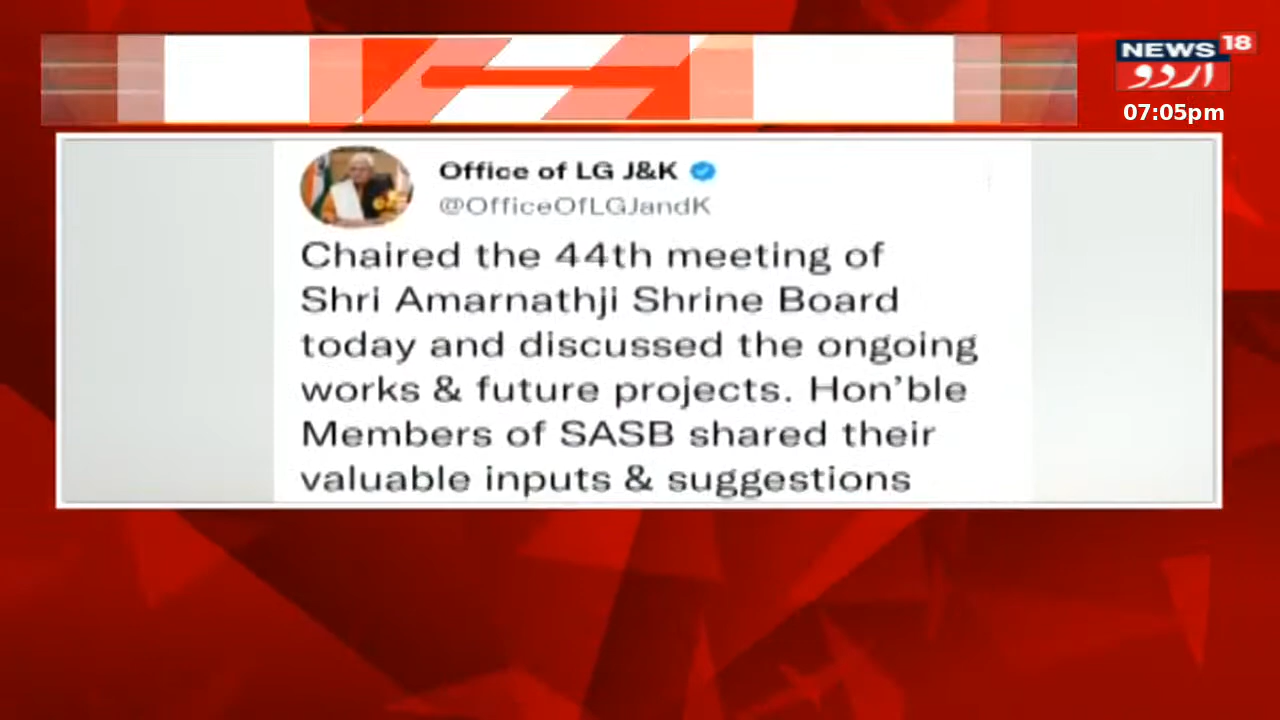 NEWS 18
اردو
07:05pm
Office of LG J&K
@OfficeOfLGJandK
Chaired the 44th meeting of
Shri Amarnathji Shrine Board
today and discussed the ongoing
works & future projects. Hon’ble
Members of SASB shared their
valuable inputs & suggestions